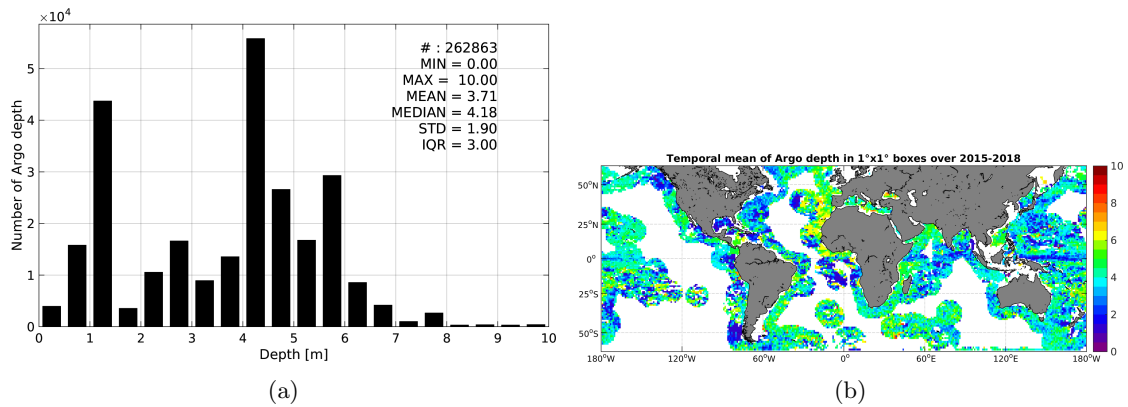 ×10⁴
5
4
3
2
1
0
Number of Argo depth
# : 262863
MIN = 0.00
MAX = 10.00
MEAN = 3.71
MEDIAN = 4.18
STD = 1.90
IQR = 3.00
0 1 2 3 4 5 6 7 8 9 10
Depth [m]
(a)
Temporal mean of Argo depth in 1°x1° boxes over 2015-2018
50°N
25°N
0°
25°S
50°S
180°W 120°W 60°W 0° 60°E 120°E 180°W
10
8
6
4
2
0
(b)